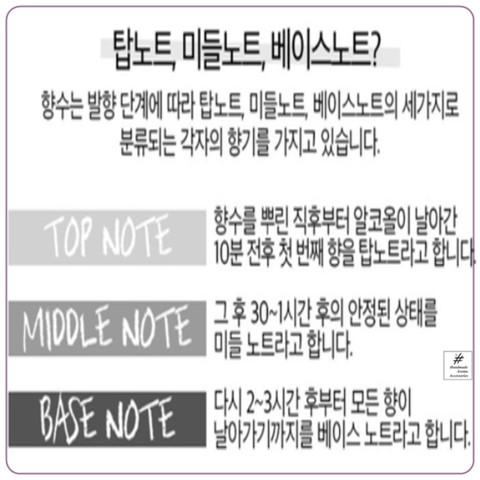 탑노트, 미들노트, 베이스노트?
향수는 발향 단계에 따라 탑노트, 미들노트, 베이스노트의 세가지로
분류되는 각자의 향기를 가지고 있습니다.
TOP NOTE
향수를 뿌린 직후부터 알코올이 날아간
10분 전후 첫 번째 향을 탑노트라고 합니다.
MIDDLE NOTE
그 후 30~1시간 후의 안정된 상태를
미들 노트라고 합니다.
#
Handmade
Aroma
Accessories
BASE NOTE
다시 2~3시간 후부터 모든 향이
날아가기까지를 베이스 노트라고 합니다.